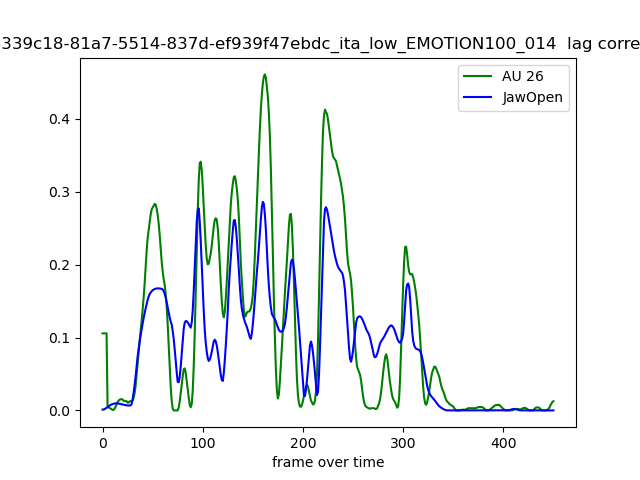 339c18-81a7-5514-837d-ef939f47ebdc_ita_low_EMOTION100_014  lag corre
AU 26
JawOpen
0.4
0.3
0.2
0.1
0.0
0 100 200 300 400
frame over time